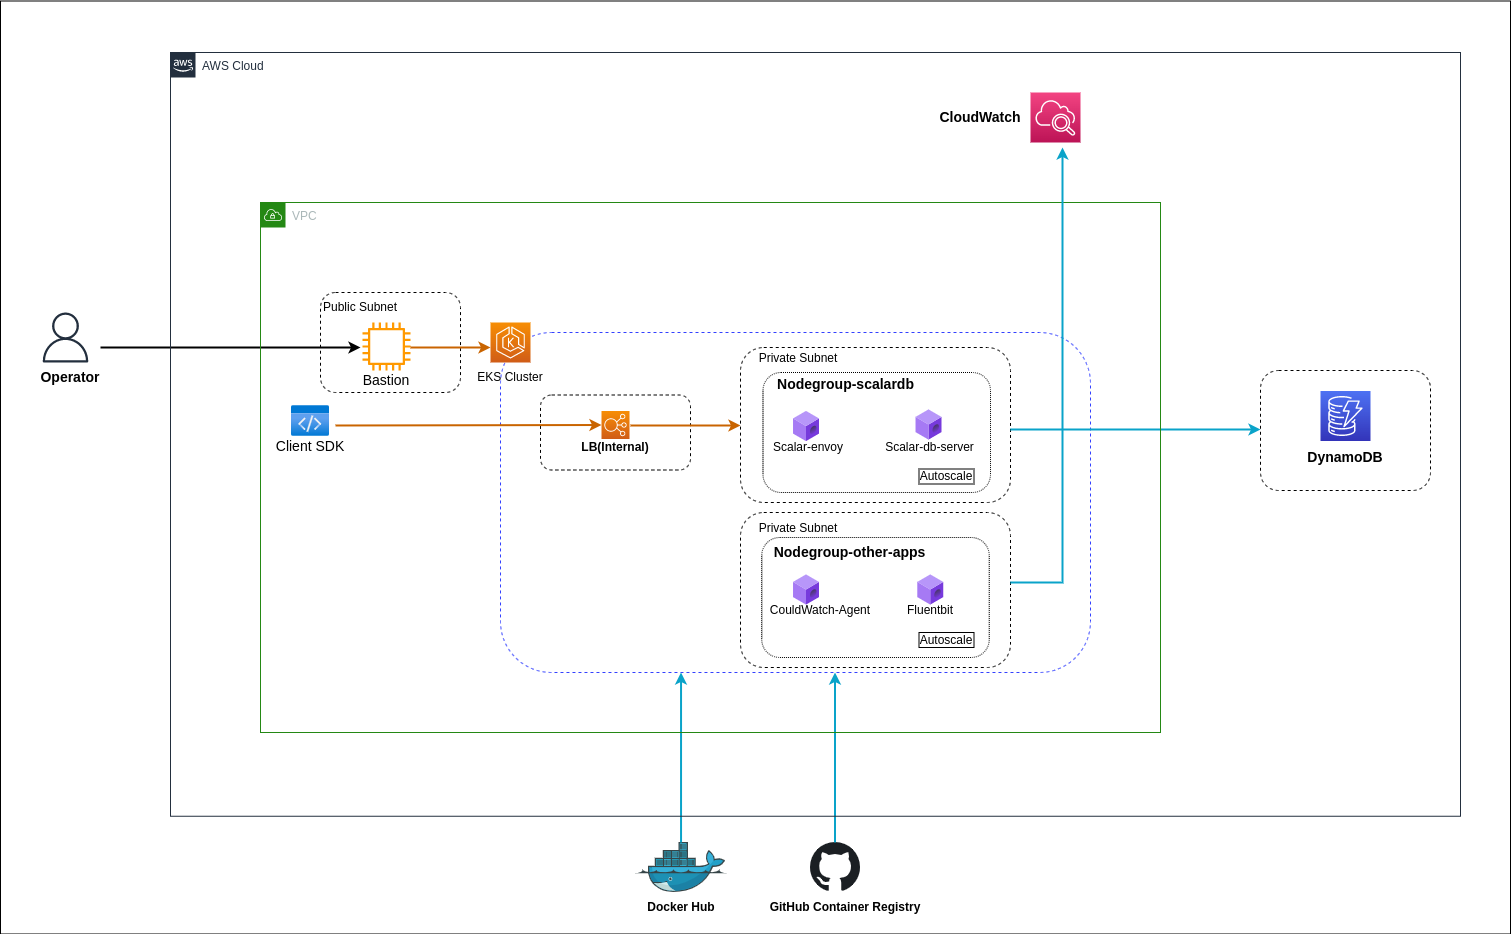 aws
AWS Cloud
CloudWatch
VPC
Public Subnet
Bastion
Operator
K
EKS Cluster
Client SDK
LB(Internal)
Private Subnet
Nodegroup-scalardb
Scalar-envoy
Scalar-db-server
Autoscale
DynamoDB
Private Subnet
Nodegroup-other-apps
CouldWatch-Agent
Fluentbit
Autoscale
Docker Hub
GitHub Container Registry